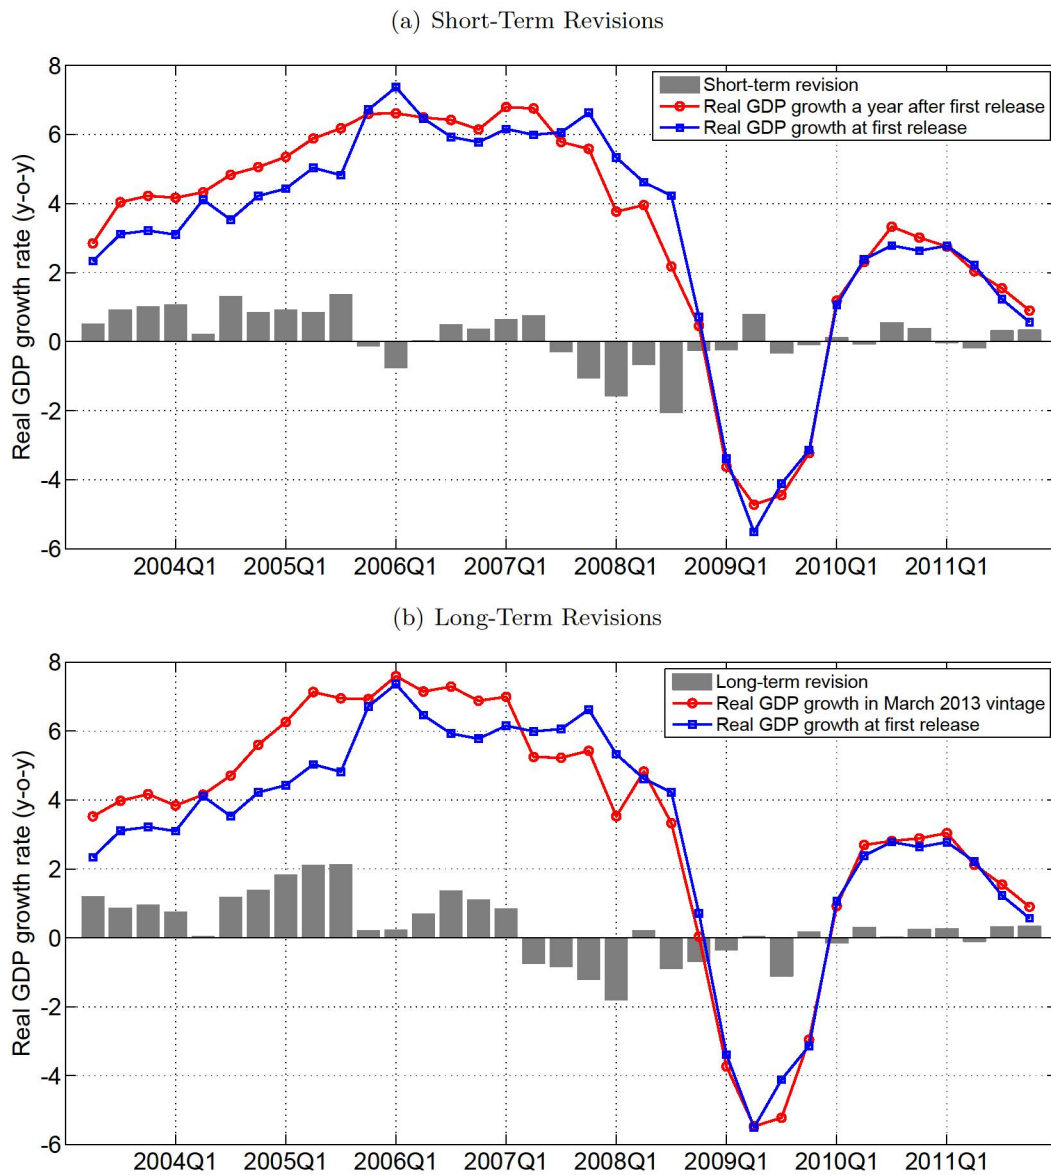 (a) Short-Term Revisions
Real GDP growth rate (y-o-y)
8
6
4
2
0
-2
-4
-6
Short-term revision
Real GDP growth a year after first release
Real GDP growth at first release
2004Q1 2005Q1 2006Q1 2007Q1 2008Q1 2009Q1 2010Q1 2011Q1
(b) Long-Term Revisions
Real GDP growth rate (y-o-y)
8
6
4
2
0
-2
-4
-6
Long-term revision
Real GDP growth in March 2013 vintage
Real GDP growth at first release
2004Q1 2005Q1 2006Q1 2007Q1 2008Q1 2009Q1 2010Q1 2011Q1